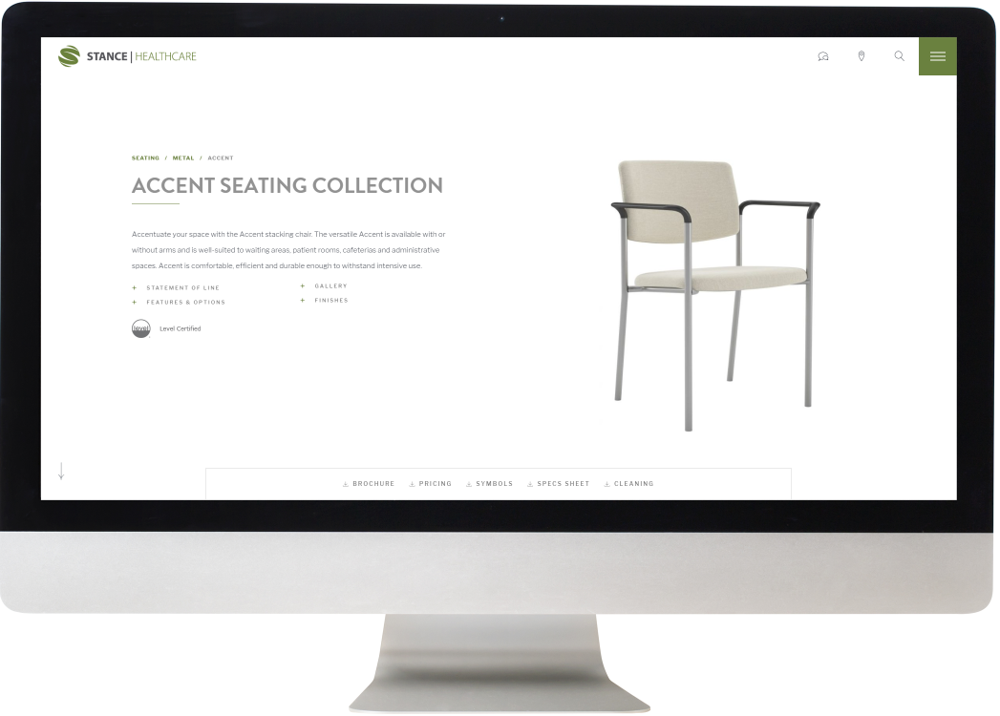 STANCE | HEALTHCARE
SEATING / METAL / ACCENT
ACCENT SEATING COLLECTION
Accentuate your space with the Accent stacking chair. The versatile Accent is available with or
without arms and is well-suited to waiting areas, patient rooms, cafeterias and administrative
spaces. Accent is comfortable, efficient and durable enough to withstand intensive use.
+ STATEMENT OF LINE
+ FEATURES & OPTIONS
+ GALLERY
+ FINISHES
level Level Certified
BROCHURE PRICING SYMBOLS SPECS SHEET CLEANING